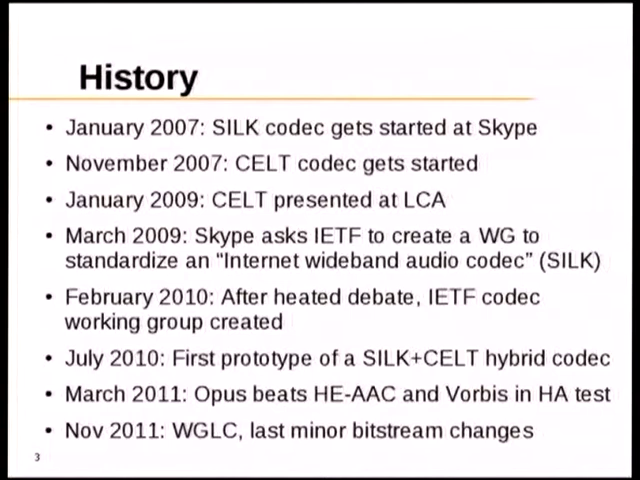 History
• January 2007: SILK codec gets started at Skype
• November 2007: CELT codec gets started
• January 2009: CELT presented at LCA
• March 2009: Skype asks IETF to create a WG to
standardize an “Internet wideband audio codec” (SILK)
• February 2010: After heated debate, IETF codec
working group created
• July 2010: First prototype of a SILK+CELT hybrid codec
• March 2011: Opus beats HE-AAC and Vorbis in HA test
• Nov 2011: WGLC, last minor bitstream changes
3